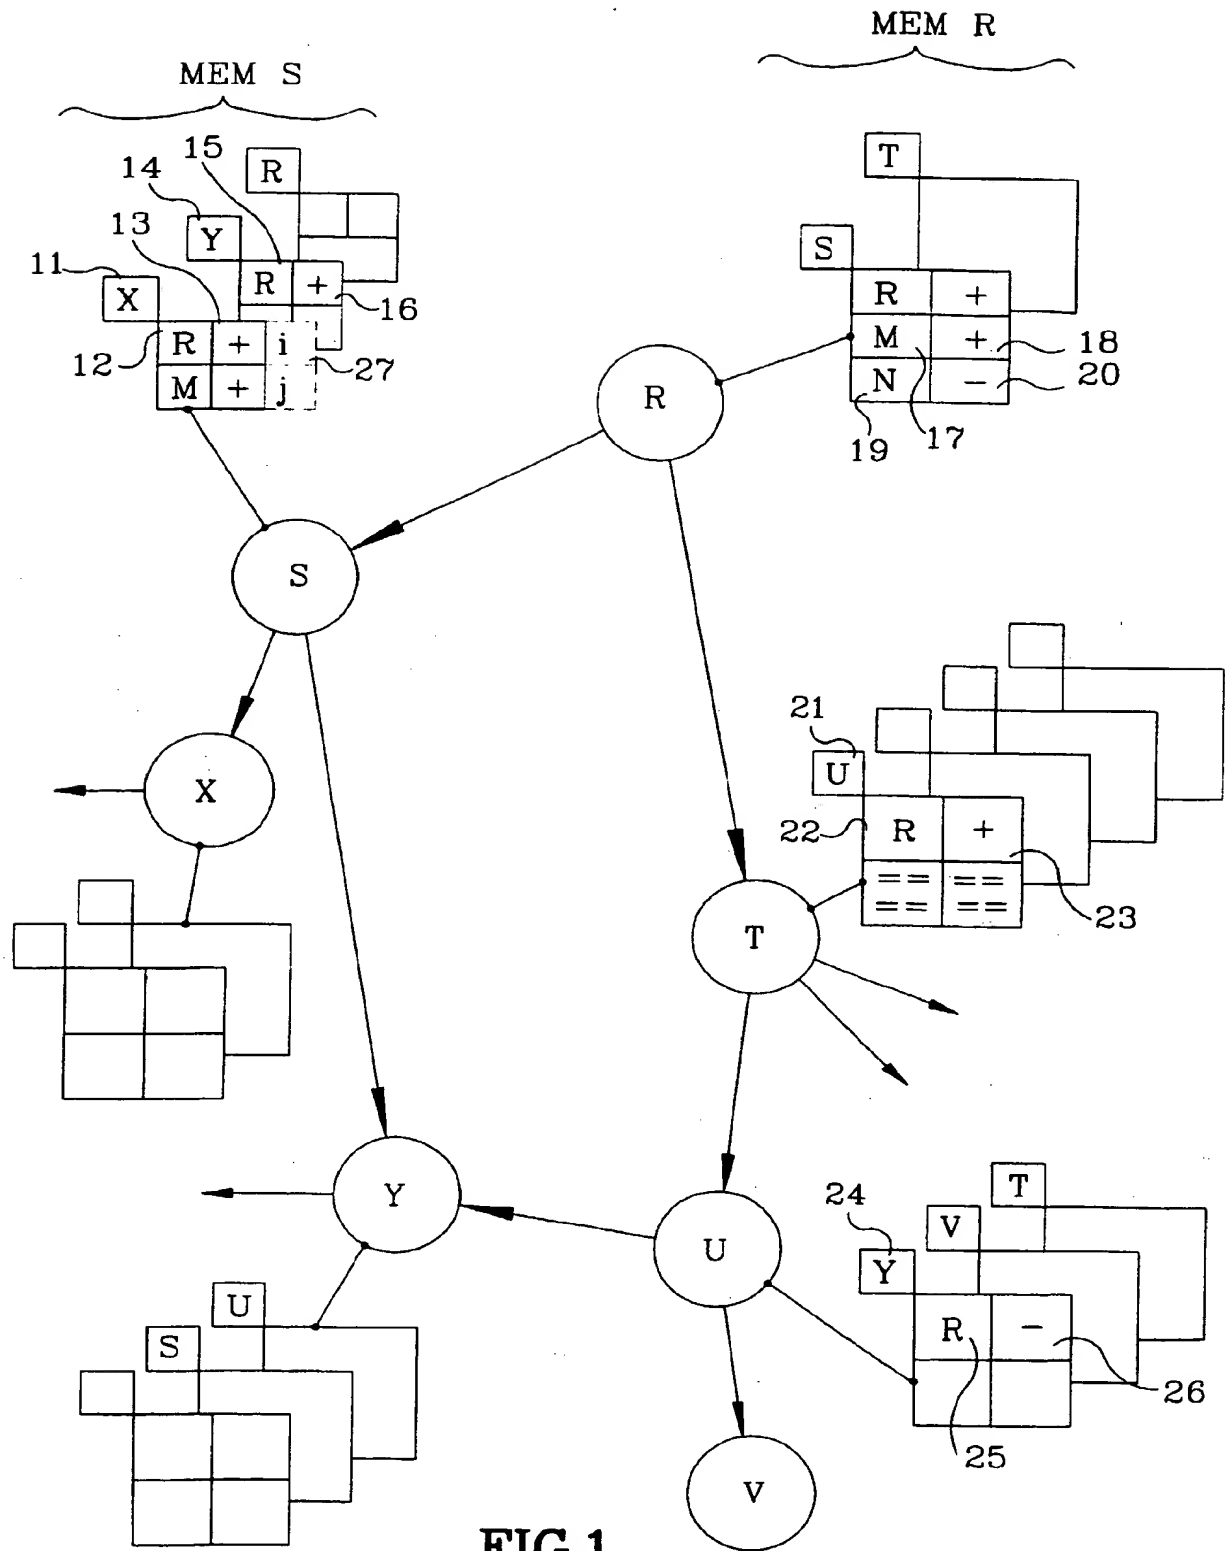 MEM R
MEM S
15
R
14
T
13
Y
S
11
R +
R +
X
16
M +
18
12
R + i
27
N -
20
M + j
R
19
17
S
21
U
X
22
R +
== ==
== ==
23
T
T
24
V
Y
Y
U
R -
U
S
26
25
V
FIG.1